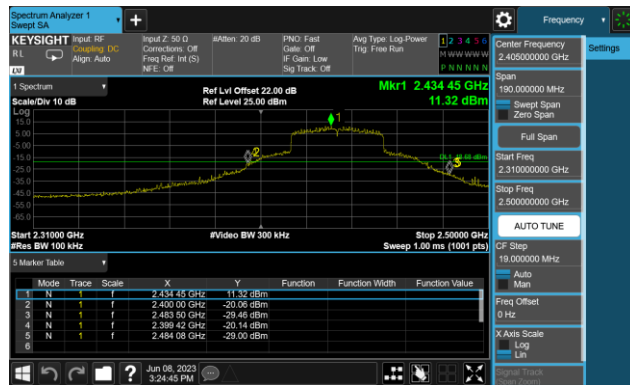 Spectrum Analyzer 1
Swept SA
Frequency
KEYSIGHT
RL
Input: RF
Coupling: DC
Align: Auto
Input Z: 50 Ω
Corrections: Off
Freq Ref: Int (S)
NFE: Off
#Atten: 20 dB
PNO: Fast
Gate: Off
IF Gain: Low
Sig Track: Off
Avg Type: Log-Power
Trig: Free Run
1 2 3 4 5 6
M W W W W W
P N N N N N
LXI
Center Frequency
2.405000000 GHz
Settings
Span
190.000000 MHz
Swept Span
Zero Span
Full Span
Start Freq
2.310000000 GHz
Stop Freq
2.500000000 GHz
AUTO TUNE
CF Step
19.000000 MHz
Auto
Man
Freq Offset
0 Hz
X Axis Scale
Log
Lin
Signal Track
(Span Zoom)
1 Spectrum
Scale/Div 10 dB
Ref Lvl Offset 22.00 dB
Ref Level 25.00 dBm
Mkr1 2.434 45 GHz
11.32 dBm
Log
15.0
5.00
-5.00
-15.0
-25.0
-35.0
-45.0
-55.0
-65.0
1
2
Start 2.31000 GHz
#Res BW 100 kHz
#Video BW 300 kHz
Stop 2.50000 GHz
Sweep 1.00 ms (1001 pts)
5 Marker Table
Mode Trace Scale X Y Function Function Width Function Value
1 N 1 f 2.434 45 GHz 11.32 dBm
2 N 1 f 2.400 00 GHz -20.06 dBm
3 N 1 f 2.483 50 GHz -29.46 dBm
4 N 1 f 2.399 42 GHz -20.14 dBm
5 N 1 f 2.484 08 GHz -29.00 dBm
6
?
Jun 08, 2023
3:24:45 PM